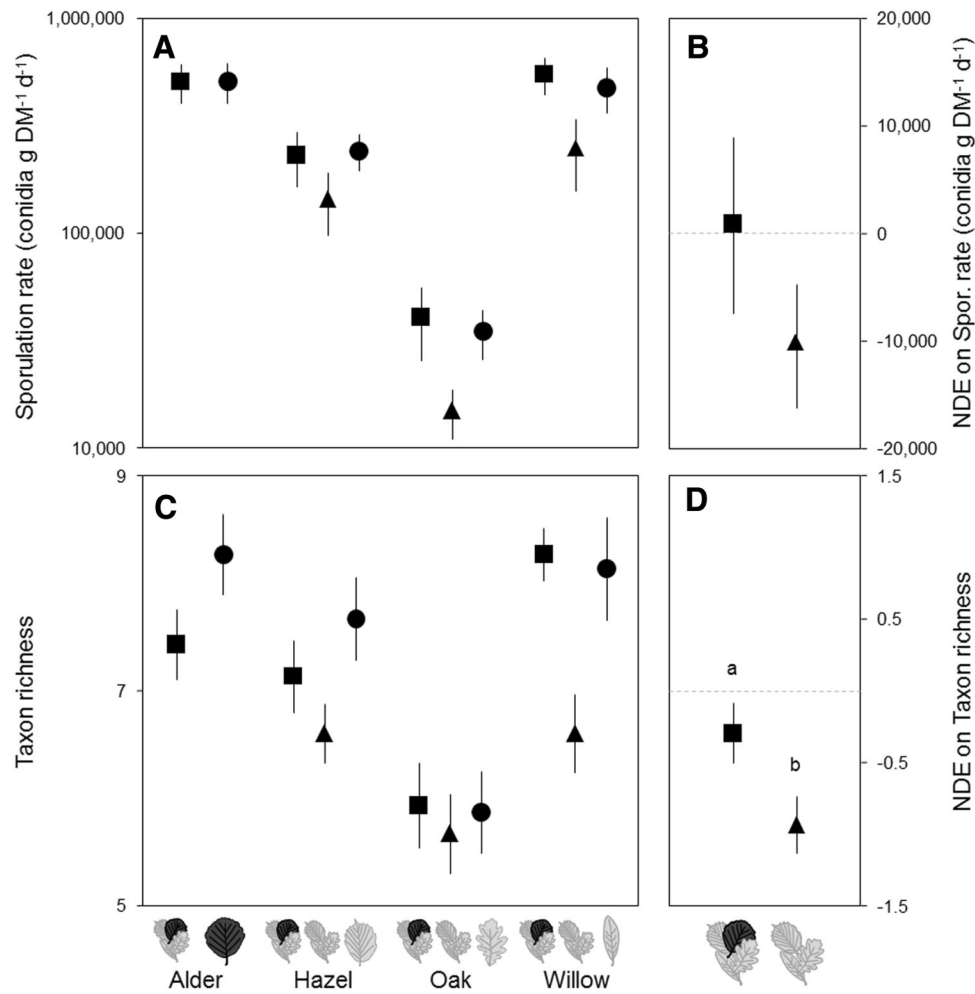 A
B
1,000,000
100,000
10,000
Sporulation rate (conidia g DM⁻¹ d⁻¹)
20,000
10,000
0
-10,000
-20,000
NDE on Spor. rate (conidia g DM⁻¹ d⁻¹)
C
D
9
7
5
Taxon richness
a
b
1.5
0.5
-0.5
-1.5
NDE on Taxon richness
Alder Hazel Oak Willow